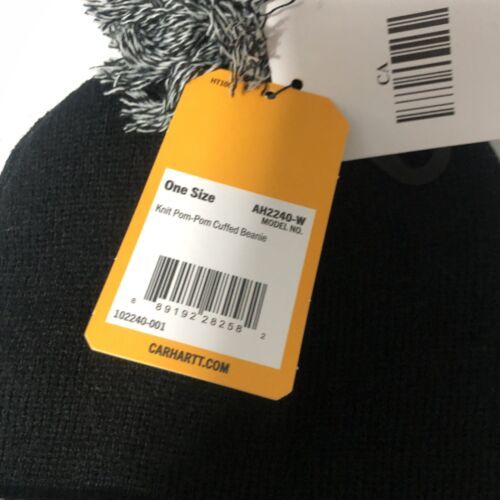 CA
One Size
AH2240-W
MODEL NO.
Knit Pom-Pom Cuffed Beanie
8 89192 28258 2
102240-001
CARHARTT.COM